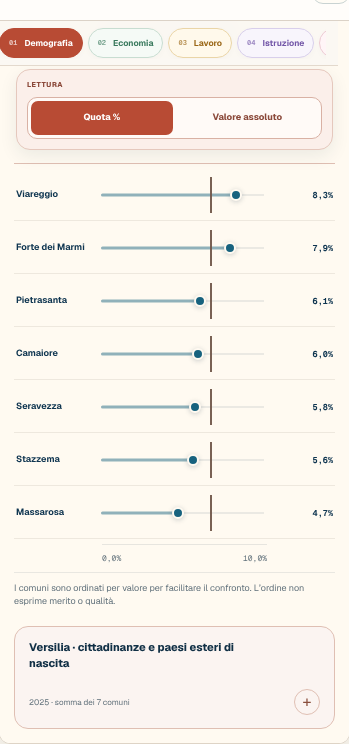 01 Demografia 02 Economia 03 Lavoro 04 Istruzione
LETTURA
Quota % Valore assoluto
Viareggio 8,3%
Forte dei Marmi 7,9%
Pietrasanta 6,1%
Camaiore 6,0%
Seravezza 5,8%
Stazzema 5,6%
Massarosa 4,7%
0,0% 10,0%
I comuni sono ordinati per valore per facilitare il confronto. L'ordine non
esprime merito o qualità.
Versilia · cittadinanze e paesi esteri di
nascita
2025 · somma dei 7 comuni +